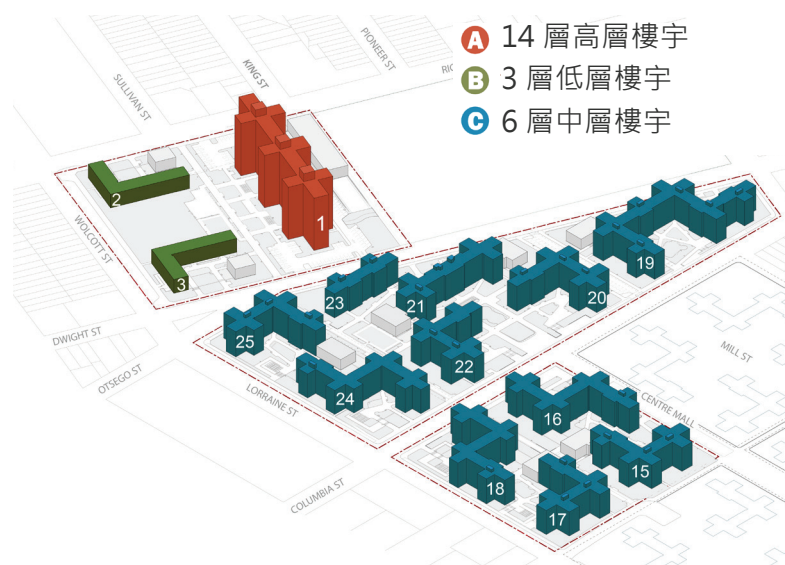 A 14 層高層樓宇
B 3 層低層樓宇
C 6 層中層樓宇
PIONEER ST
KING ST
SULLIVAN ST
RIC
WOLCOTT ST
DWIGHT ST
OTSEGO ST
LORRAINE ST
COLUMBIA ST
CENTRE MALL
MILL ST
1
2
3
19
20
23
21
25
22
24
16
15
18
17